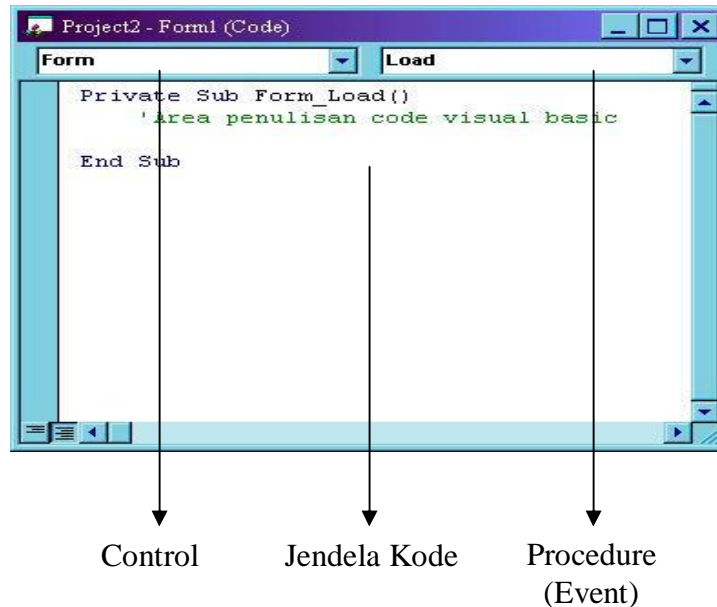 Project2 - Form1 (Code)
Form Load
Private Sub Form_Load()
'Area penulisan code visual basic
End Sub
Control Jendela Kode Procedure
(Event)